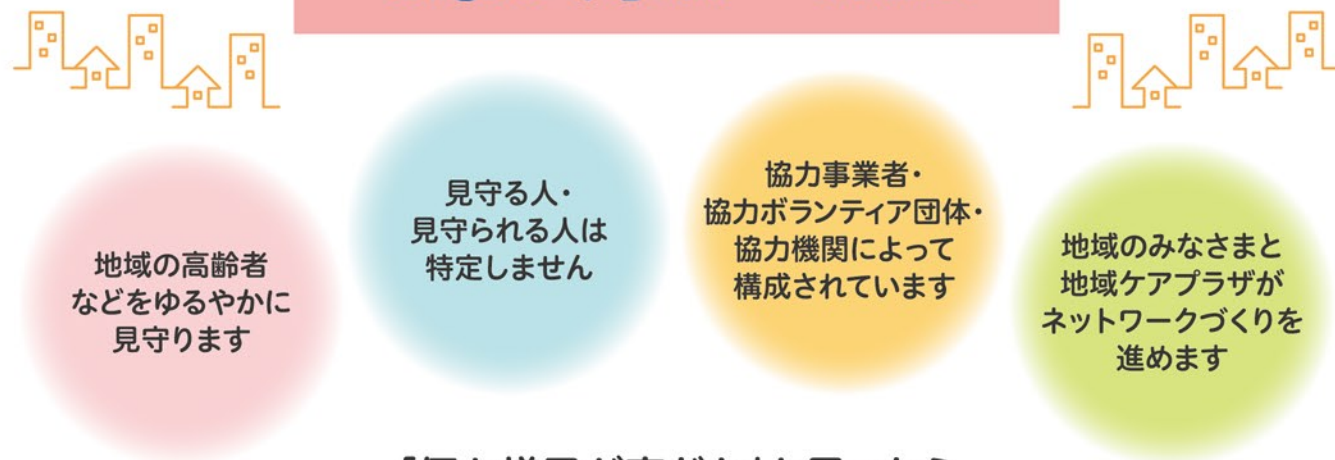 地域の高齢者
などをゆるやかに
見守ります
見守る人・
見守られる人は
特定しません
協力事業者・
協力ボランティア団体・
協力機関によって
構成されています
地域のみなさまと
地域ケアプラザが
ネットワークづくりを
進めます